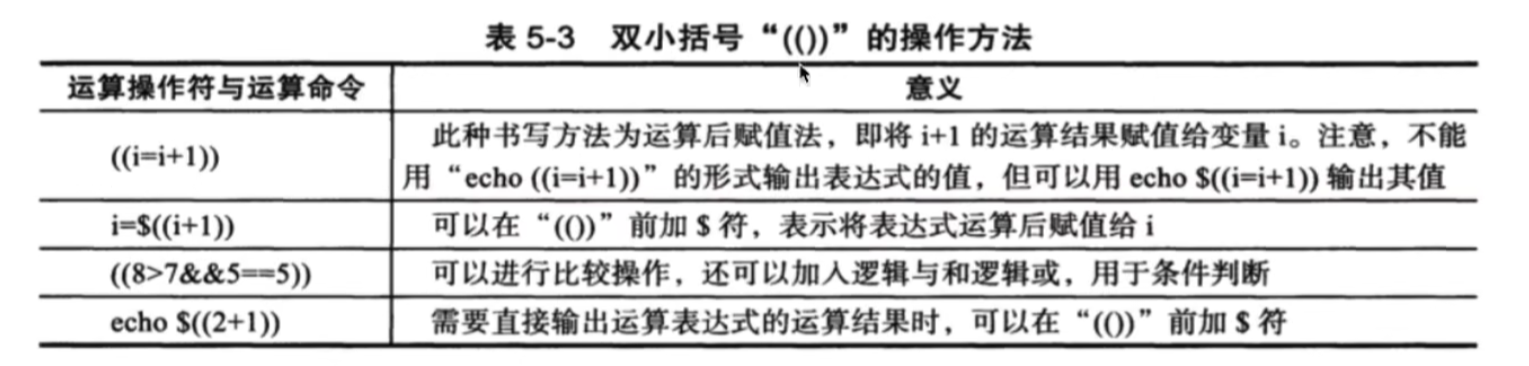 表 5-3 双小括号“(())”的操作方法
运算操作符与运算命令 意义
((i=i+1)) 此种书写方法为运算后赋值法，即将 i+1 的运算结果赋值给变量 i。注意，不能
用“echo ((i=i+1))”的形式输出表达式的值，但可以用 echo $((i=i+1)) 输出其值
i=$((i+1)) 可以在“(())”前加 $ 符，表示将表达式运算后赋值给 i
((8>7&&5==5)) 可以进行比较操作，还可以加入逻辑与和逻辑或，用于条件判断
echo $((2+1)) 需要直接输出运算表达式的运算结果时，可以在“(())”前加 $ 符